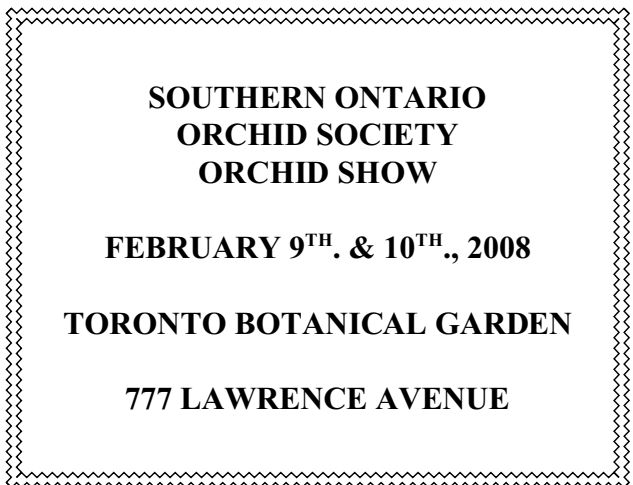 SOUTHERN ONTARIO
ORCHID SOCIETY
ORCHID SHOW
FEBRUARY 9TH. & 10TH., 2008
TORONTO BOTANICAL GARDEN
777 LAWRENCE AVENUE